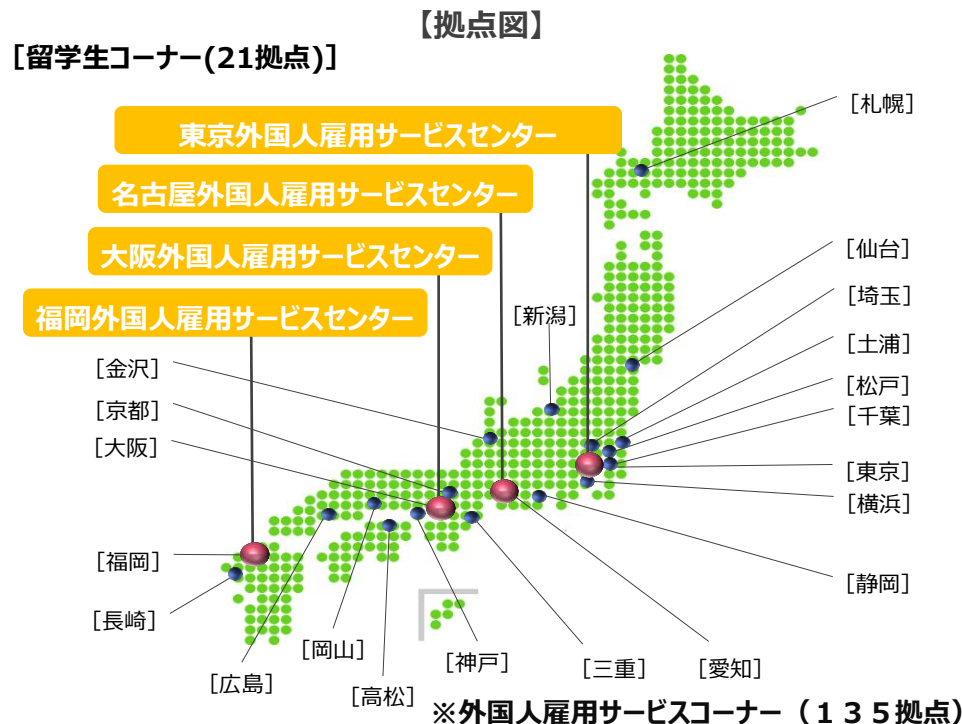 【拠点図】
[留学生コーナー(21拠点)]
東京外国人雇用サービスセンター
名古屋外国人雇用サービスセンター
大阪外国人雇用サービスセンター
福岡外国人雇用サービスセンター
［札幌］
［仙台］
［埼玉］
［新潟］
［土浦］
［金沢］
［松戸］
［京都］
［千葉］
［大阪］
［東京］
［横浜］
［福岡］
［静岡］
［長崎］
［岡山］
［神戸］
［三重］
［愛知］
［広島］
［高松］
※外国人雇用サービスコーナー（１３５拠点）